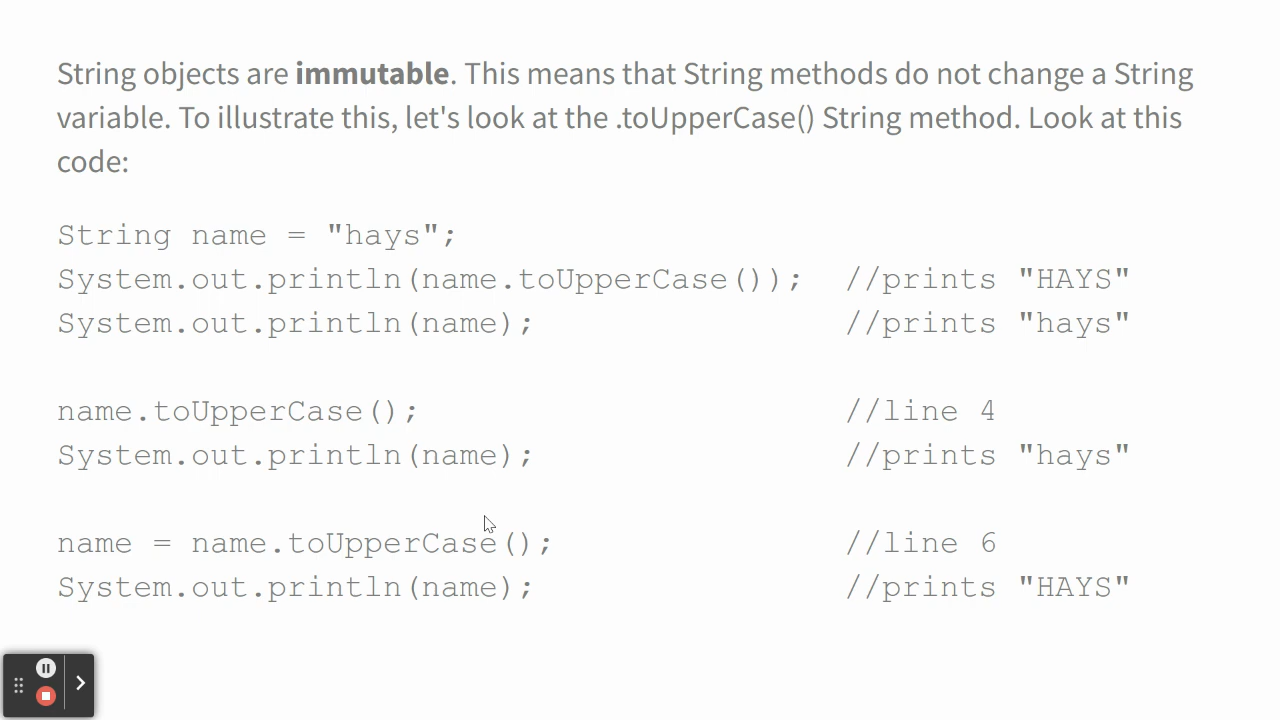 String objects are immutable. This means that String methods do not change a String
variable. To illustrate this, let's look at the .toUpperCase() String method. Look at this
code:
String name = "hays";
System.out.println(name.toUpperCase()); //prints "HAYS"
System.out.println(name); //prints "hays"
name.toUpperCase(); //line 4
System.out.println(name); //prints "hays"
name = name.toUpperCase(); //line 6
System.out.println(name); //prints "HAYS"